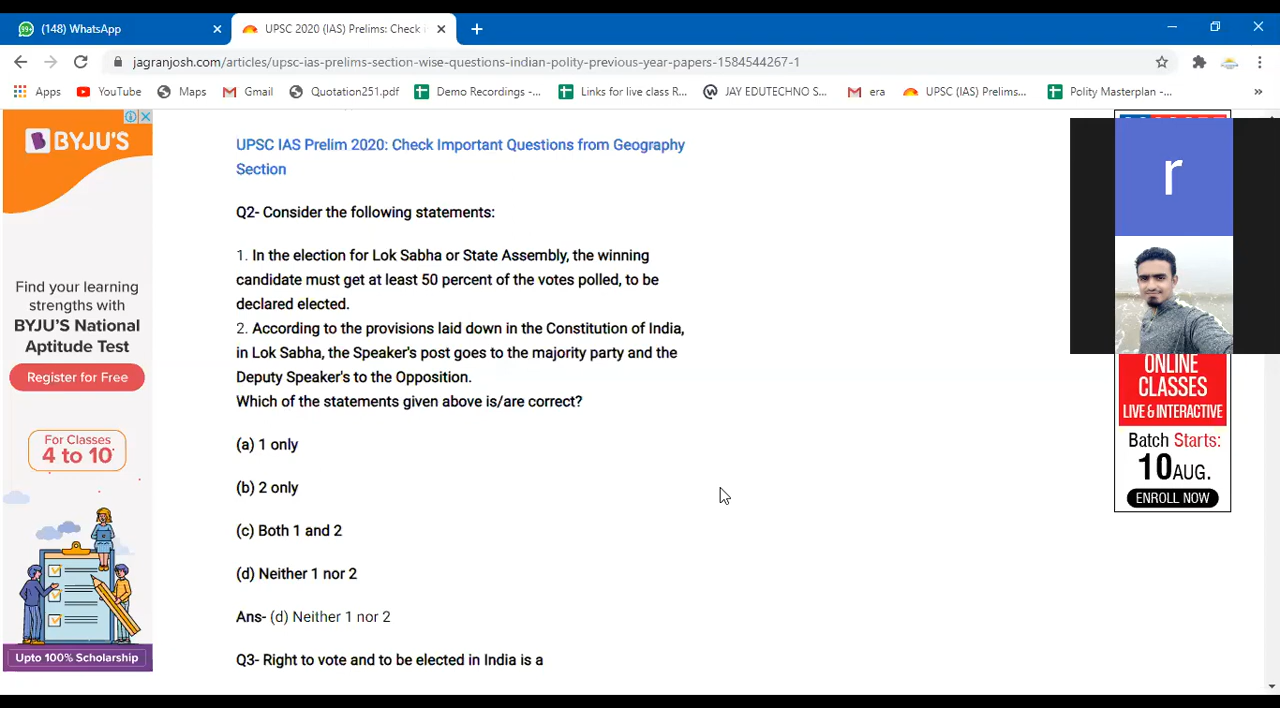 (148) WhatsApp
UPSC 2020 (IAS) Prelims: Check
jagranjosh.com/articles/upsc-ias-prelims-section-wise-questions-indian-polity-previous-year-papers-1584544267-1
Apps YouTube Maps Gmail Quotation251.pdf Demo Recordings -... Links for live class R... JAY EDUTECHNO S... era UPSC (IAS) Prelims... Polity Masterplan -... »
BYJU'S
Find your learning
strengths with
BYJU'S National
Aptitude Test
Register for Free
For Classes
4 to 10*
Upto 100% Scholarship
UPSC IAS Prelim 2020: Check Important Questions from Geography
Section
Q2- Consider the following statements:
1. In the election for Lok Sabha or State Assembly, the winning
candidate must get at least 50 percent of the votes polled, to be
declared elected.
2. According to the provisions laid down in the Constitution of India,
in Lok Sabha, the Speaker's post goes to the majority party and the
Deputy Speaker's to the Opposition.
Which of the statements given above is/are correct?
(a) 1 only
(b) 2 only
(c) Both 1 and 2
(d) Neither 1 nor 2
Ans- (d) Neither 1 nor 2
Q3- Right to vote and to be elected in India is a
r
ONLINE
CLASSES
LIVE & INTERACTIVE
Batch Starts:
10 AUG.
ENROLL NOW